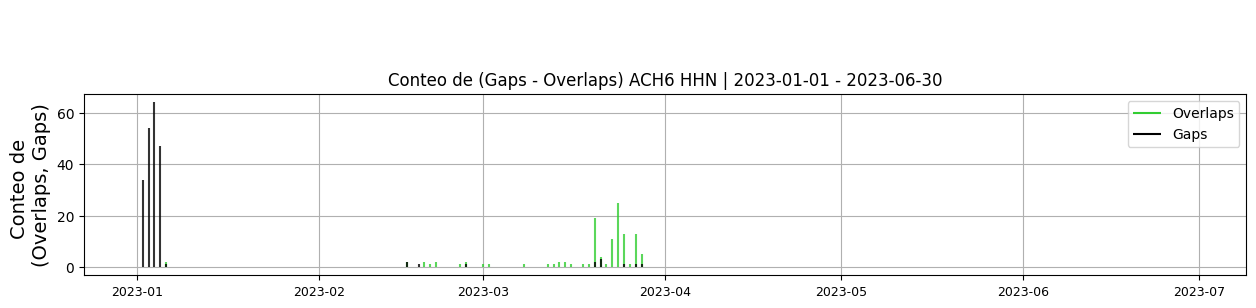 Conteo de (Gaps - Overlaps) ACH6 HHN | 2023-01-01 - 2023-06-30
Conteo de
(Overlaps, Gaps)
60
40
20
0
Overlaps
Gaps
2023-01
2023-02
2023-03
2023-04
2023-05
2023-06
2023-07